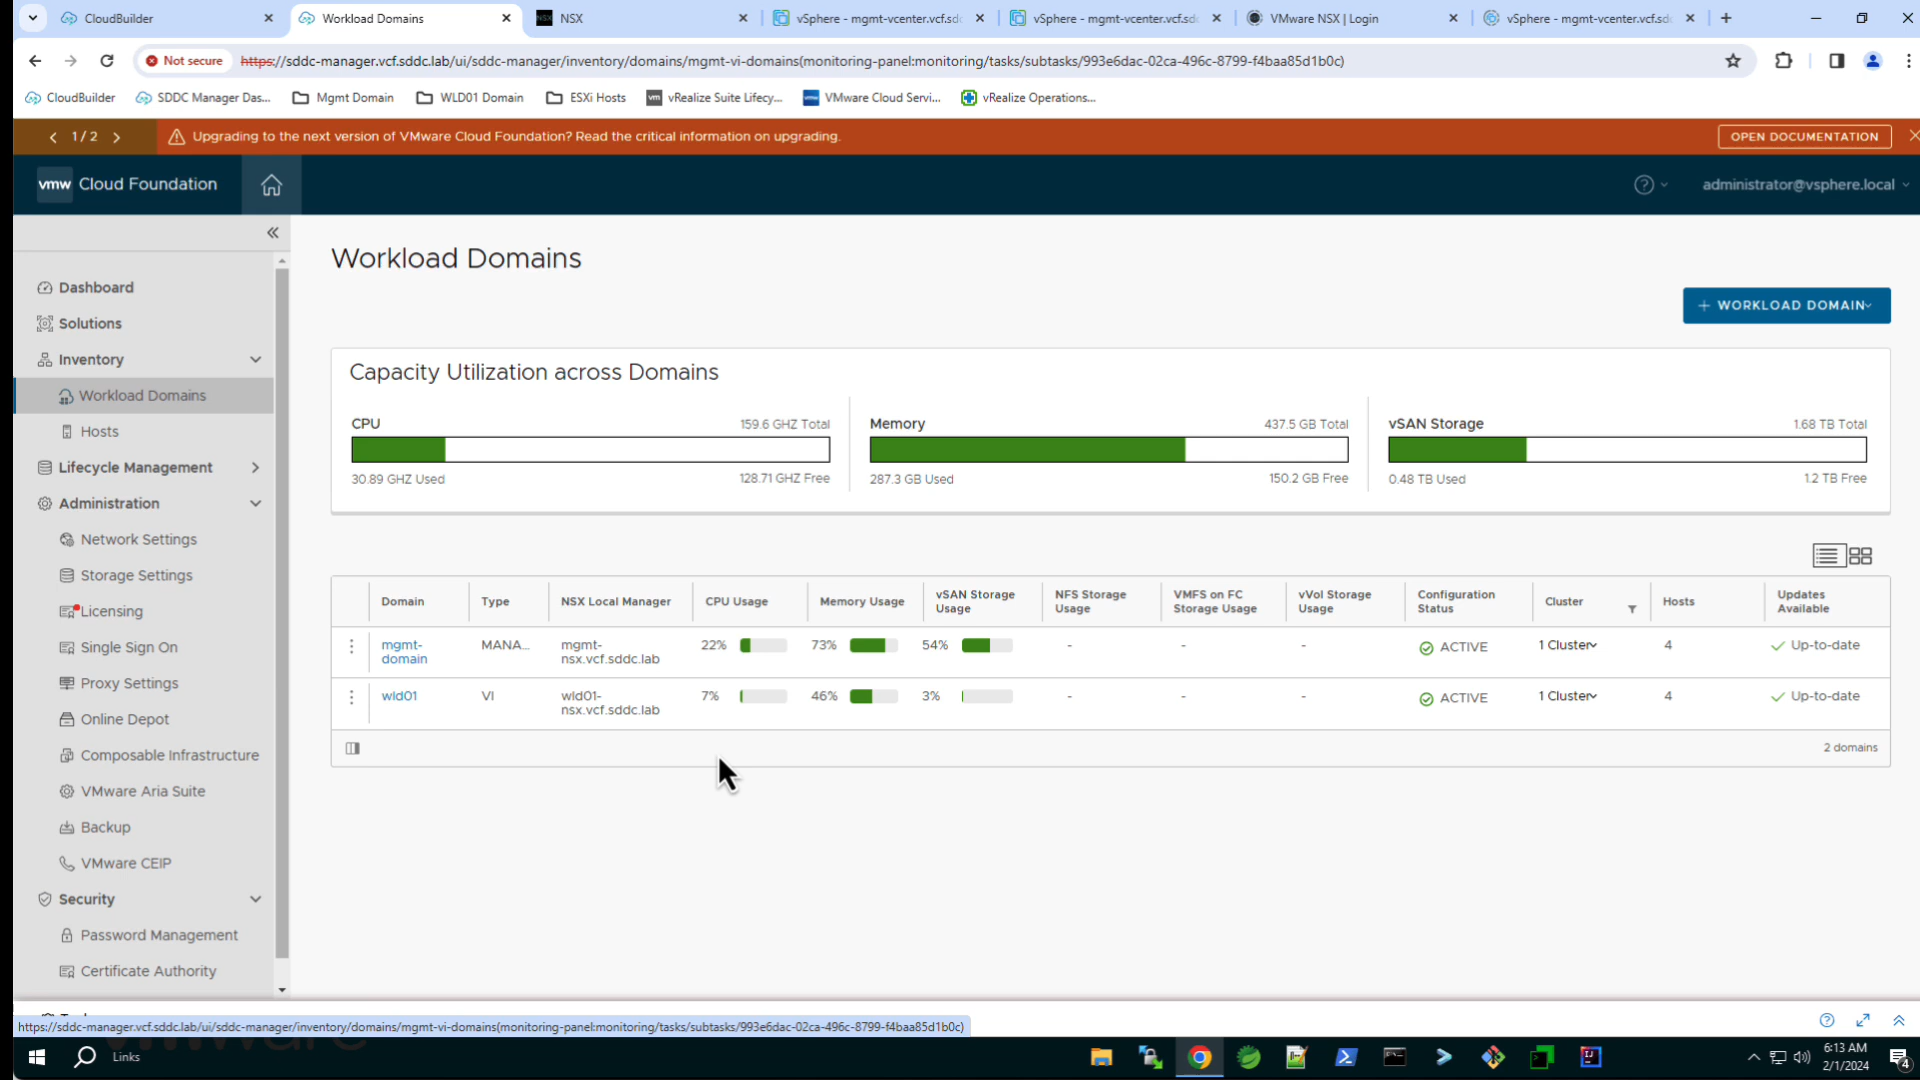 CloudBuilder
Workload Domains
NSX
vSphere - mgmt-vcenter.vcf.sd
vSphere - mgmt-vcenter.vcf.sd
VMware NSX | Login
vSphere - mgmt-vcenter.vcf.sd
Not secure
https://sddc-manager.vcf.sddc.lab/ui/sddc-manager/inventory/domains/mgmt-vi-domains(monitoring-panel:monitoring/tasks/subtasks/993e6dac-02ca-496c-8799-f4baa85d1b0c)
CloudBuilder
SDDC Manager Das...
Mgmt Domain
WLD01 Domain
ESXi Hosts
vRealize Suite Lifecy...
VMware Cloud Servi...
vRealize Operations...
1 / 2
Upgrading to the next version of VMware Cloud Foundation? Read the critical information on upgrading.
OPEN DOCUMENTATION
vmw Cloud Foundation
administrator@vsphere.local
Dashboard
Solutions
Inventory
Workload Domains
Hosts
Lifecycle Management
Administration
Network Settings
Storage Settings
Licensing
Single Sign On
Proxy Settings
Online Depot
Composable Infrastructure
VMware Aria Suite
Backup
VMware CEIP
Security
Password Management
Certificate Authority
Workload Domains
+ WORKLOAD DOMAIN
Capacity Utilization across Domains
CPU 159.6 GHZ Total
30.89 GHZ Used 128.71 GHZ Free
Memory 437.5 GB Total
287.3 GB Used 150.2 GB Free
vSAN Storage 1.68 TB Total
0.48 TB Used 1.2 TB Free
Domain Type NSX Local Manager CPU Usage Memory Usage vSAN Storage Usage NFS Storage Usage VMFS on FC Storage Usage vVol Storage Usage Configuration Status Cluster Hosts Updates Available
mgmt-domain MANA... mgmt-nsx.vcf.sddc.lab 22% 73% 54% - - - ACTIVE 1 Cluster 4 Up-to-date
wld01 VI wld01-nsx.vcf.sddc.lab 7% 46% 3% - - - ACTIVE 1 Cluster 4 Up-to-date
2 domains
https://sddc-manager.vcf.sddc.lab/ui/sddc-manager/inventory/domains/mgmt-vi-domains(monitoring-panel:monitoring/tasks/subtasks/993e6dac-02ca-496c-8799-f4baa85d1b0c)
Links
6:13 AM
2/1/2024
4